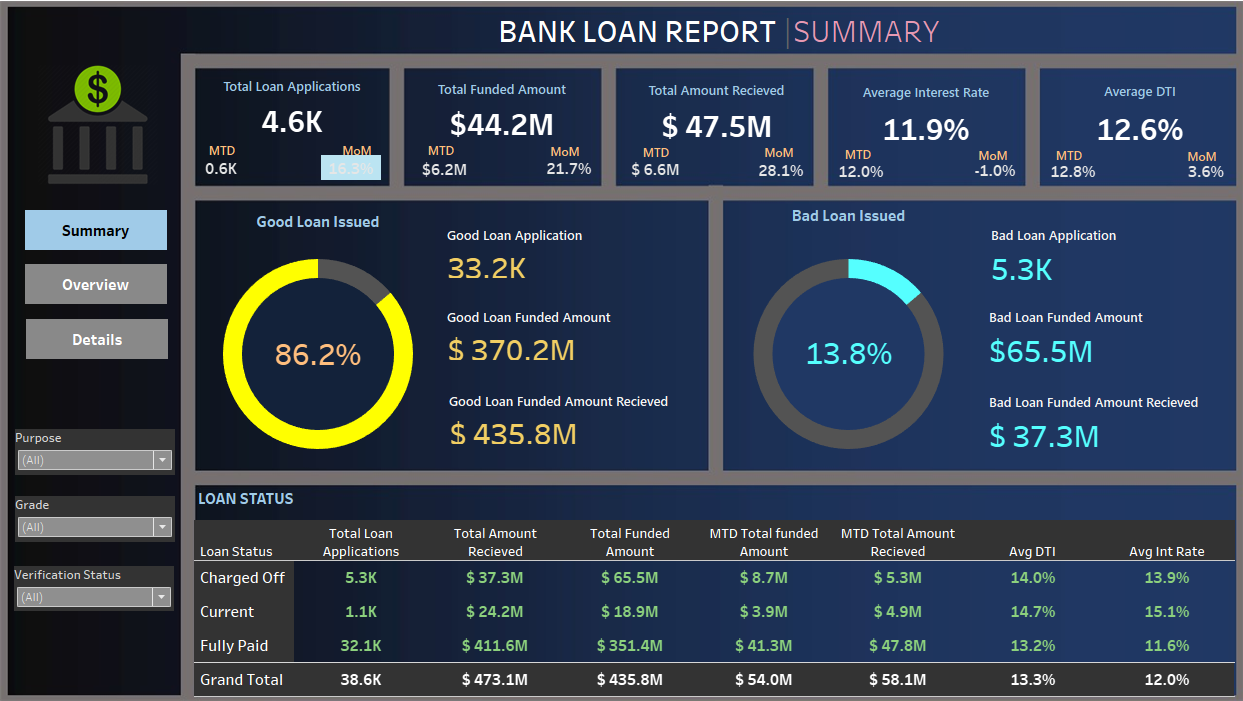 BANK LOAN REPORT |SUMMARY
$
Summary
Overview
Details
Purpose
(All)
Grade
(All)
Verification Status
(All)
Total Loan Applications
4.6K
MTD MoM
0.6K 16.3%
Total Funded Amount
$44.2M
MTD MoM
$6.2M 21.7%
Total Amount Recieved
$ 47.5M
MTD MoM
$ 6.6M 28.1%
Average Interest Rate
11.9%
MTD MoM
12.0% -1.0%
Average DTI
12.6%
MTD MoM
12.8% 3.6%
Good Loan Issued
86.2%
Good Loan Application
33.2K
Good Loan Funded Amount
$ 370.2M
Good Loan Funded Amount Recieved
$ 435.8M
Bad Loan Issued
13.8%
Bad Loan Application
5.3K
Bad Loan Funded Amount
$65.5M
Bad Loan Funded Amount Recieved
$ 37.3M
LOAN STATUS
Total Loan Total Amount Total Funded MTD Total funded MTD Total Amount
Loan Status Applications Recieved Amount Amount Recieved Avg DTI Avg Int Rate
Charged Off 5.3K $ 37.3M $ 65.5M $ 8.7M $ 5.3M 14.0% 13.9%
Current 1.1K $ 24.2M $ 18.9M $ 3.9M $ 4.9M 14.7% 15.1%
Fully Paid 32.1K $ 411.6M $ 351.4M $ 41.3M $ 47.8M 13.2% 11.6%
Grand Total 38.6K $ 473.1M $ 435.8M $ 54.0M $ 58.1M 13.3% 12.0%